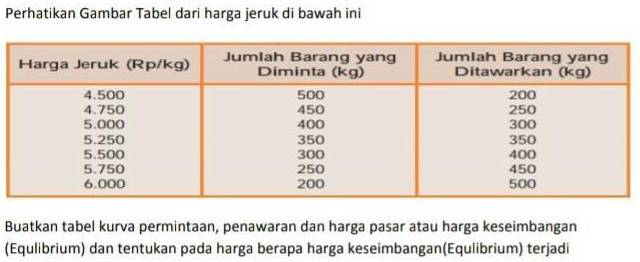 Perhatikan Gambar Tabel dari harga jeruk di bawah ini
Harga Jeruk (Rp/kg) Jumlah Barang yang Diminta (kg) Jumlah Barang yang Ditawarkan (kg)
4.500 500 200
4.750 450 250
5.000 400 300
5.250 350 350
5.500 300 400
5.750 250 450
6.000 200 500
Buatkan tabel kurva permintaan, penawaran dan harga pasar atau harga keseimbangan
(Equlibrium) dan tentukan pada harga berapa harga keseimbangan(Equlibrium) terjadi